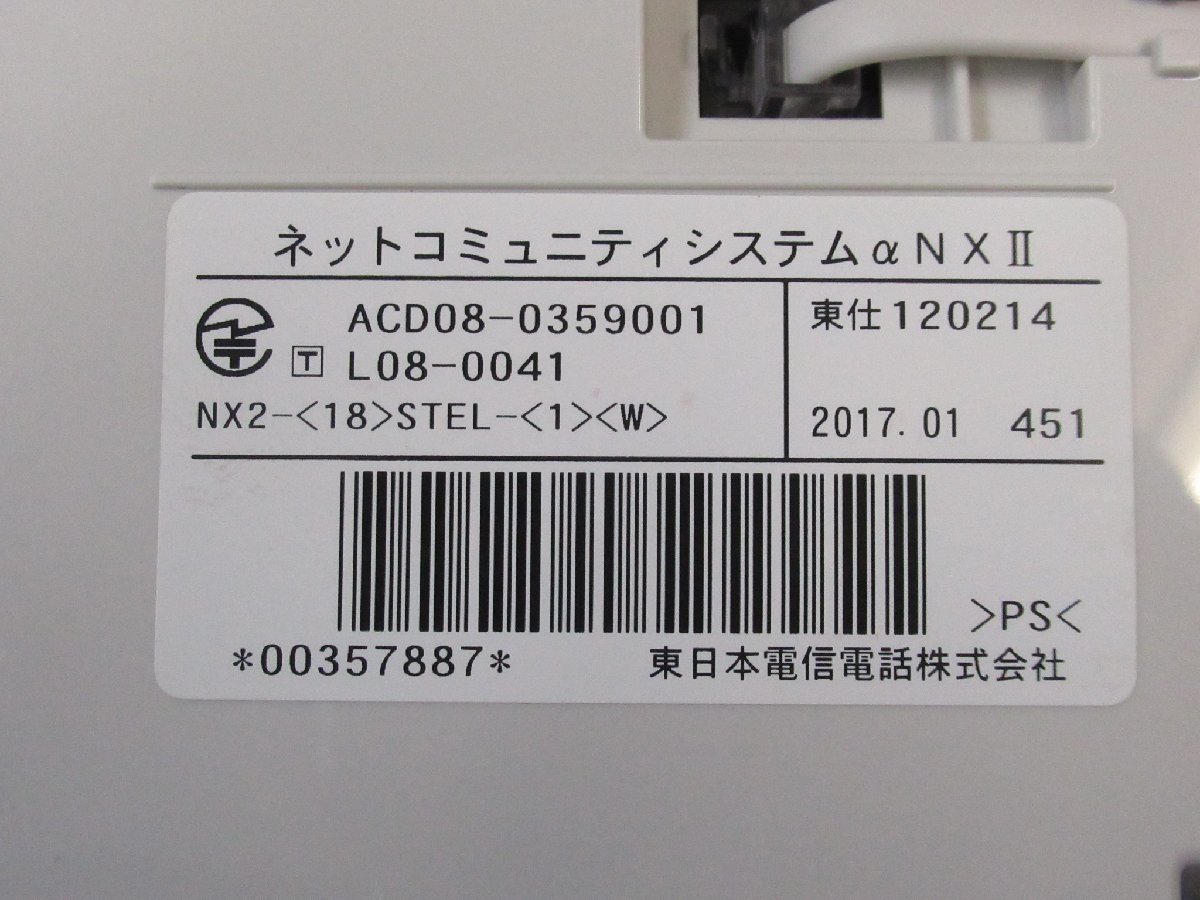 ネットコミュニティシステムαNXⅡ
ACD08-0359001
T L08-0041
NX2-<18>STEL-<1><W>
東仕120214
2017.01 451
>PS<
*00357887*
東日本電信電話株式会社